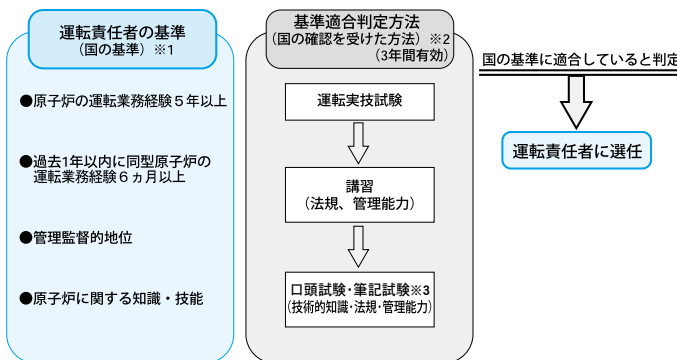 運転責任者の基準
（国の基準）※1
●原子炉の運転業務経験５年以上
●過去1年以内に同型原子炉の
運転業務経験６ヵ月以上
●管理監督的地位
●原子炉に関する知識・技能
基準適合判定方法
（国の確認を受けた方法）※2
（3年間有効）
運転実技試験
講習
（法規、管理能力）
口頭試験・筆記試験※3
（技術的知識・法規・管理能力）
国の基準に適合していると判定
運転責任者に選任